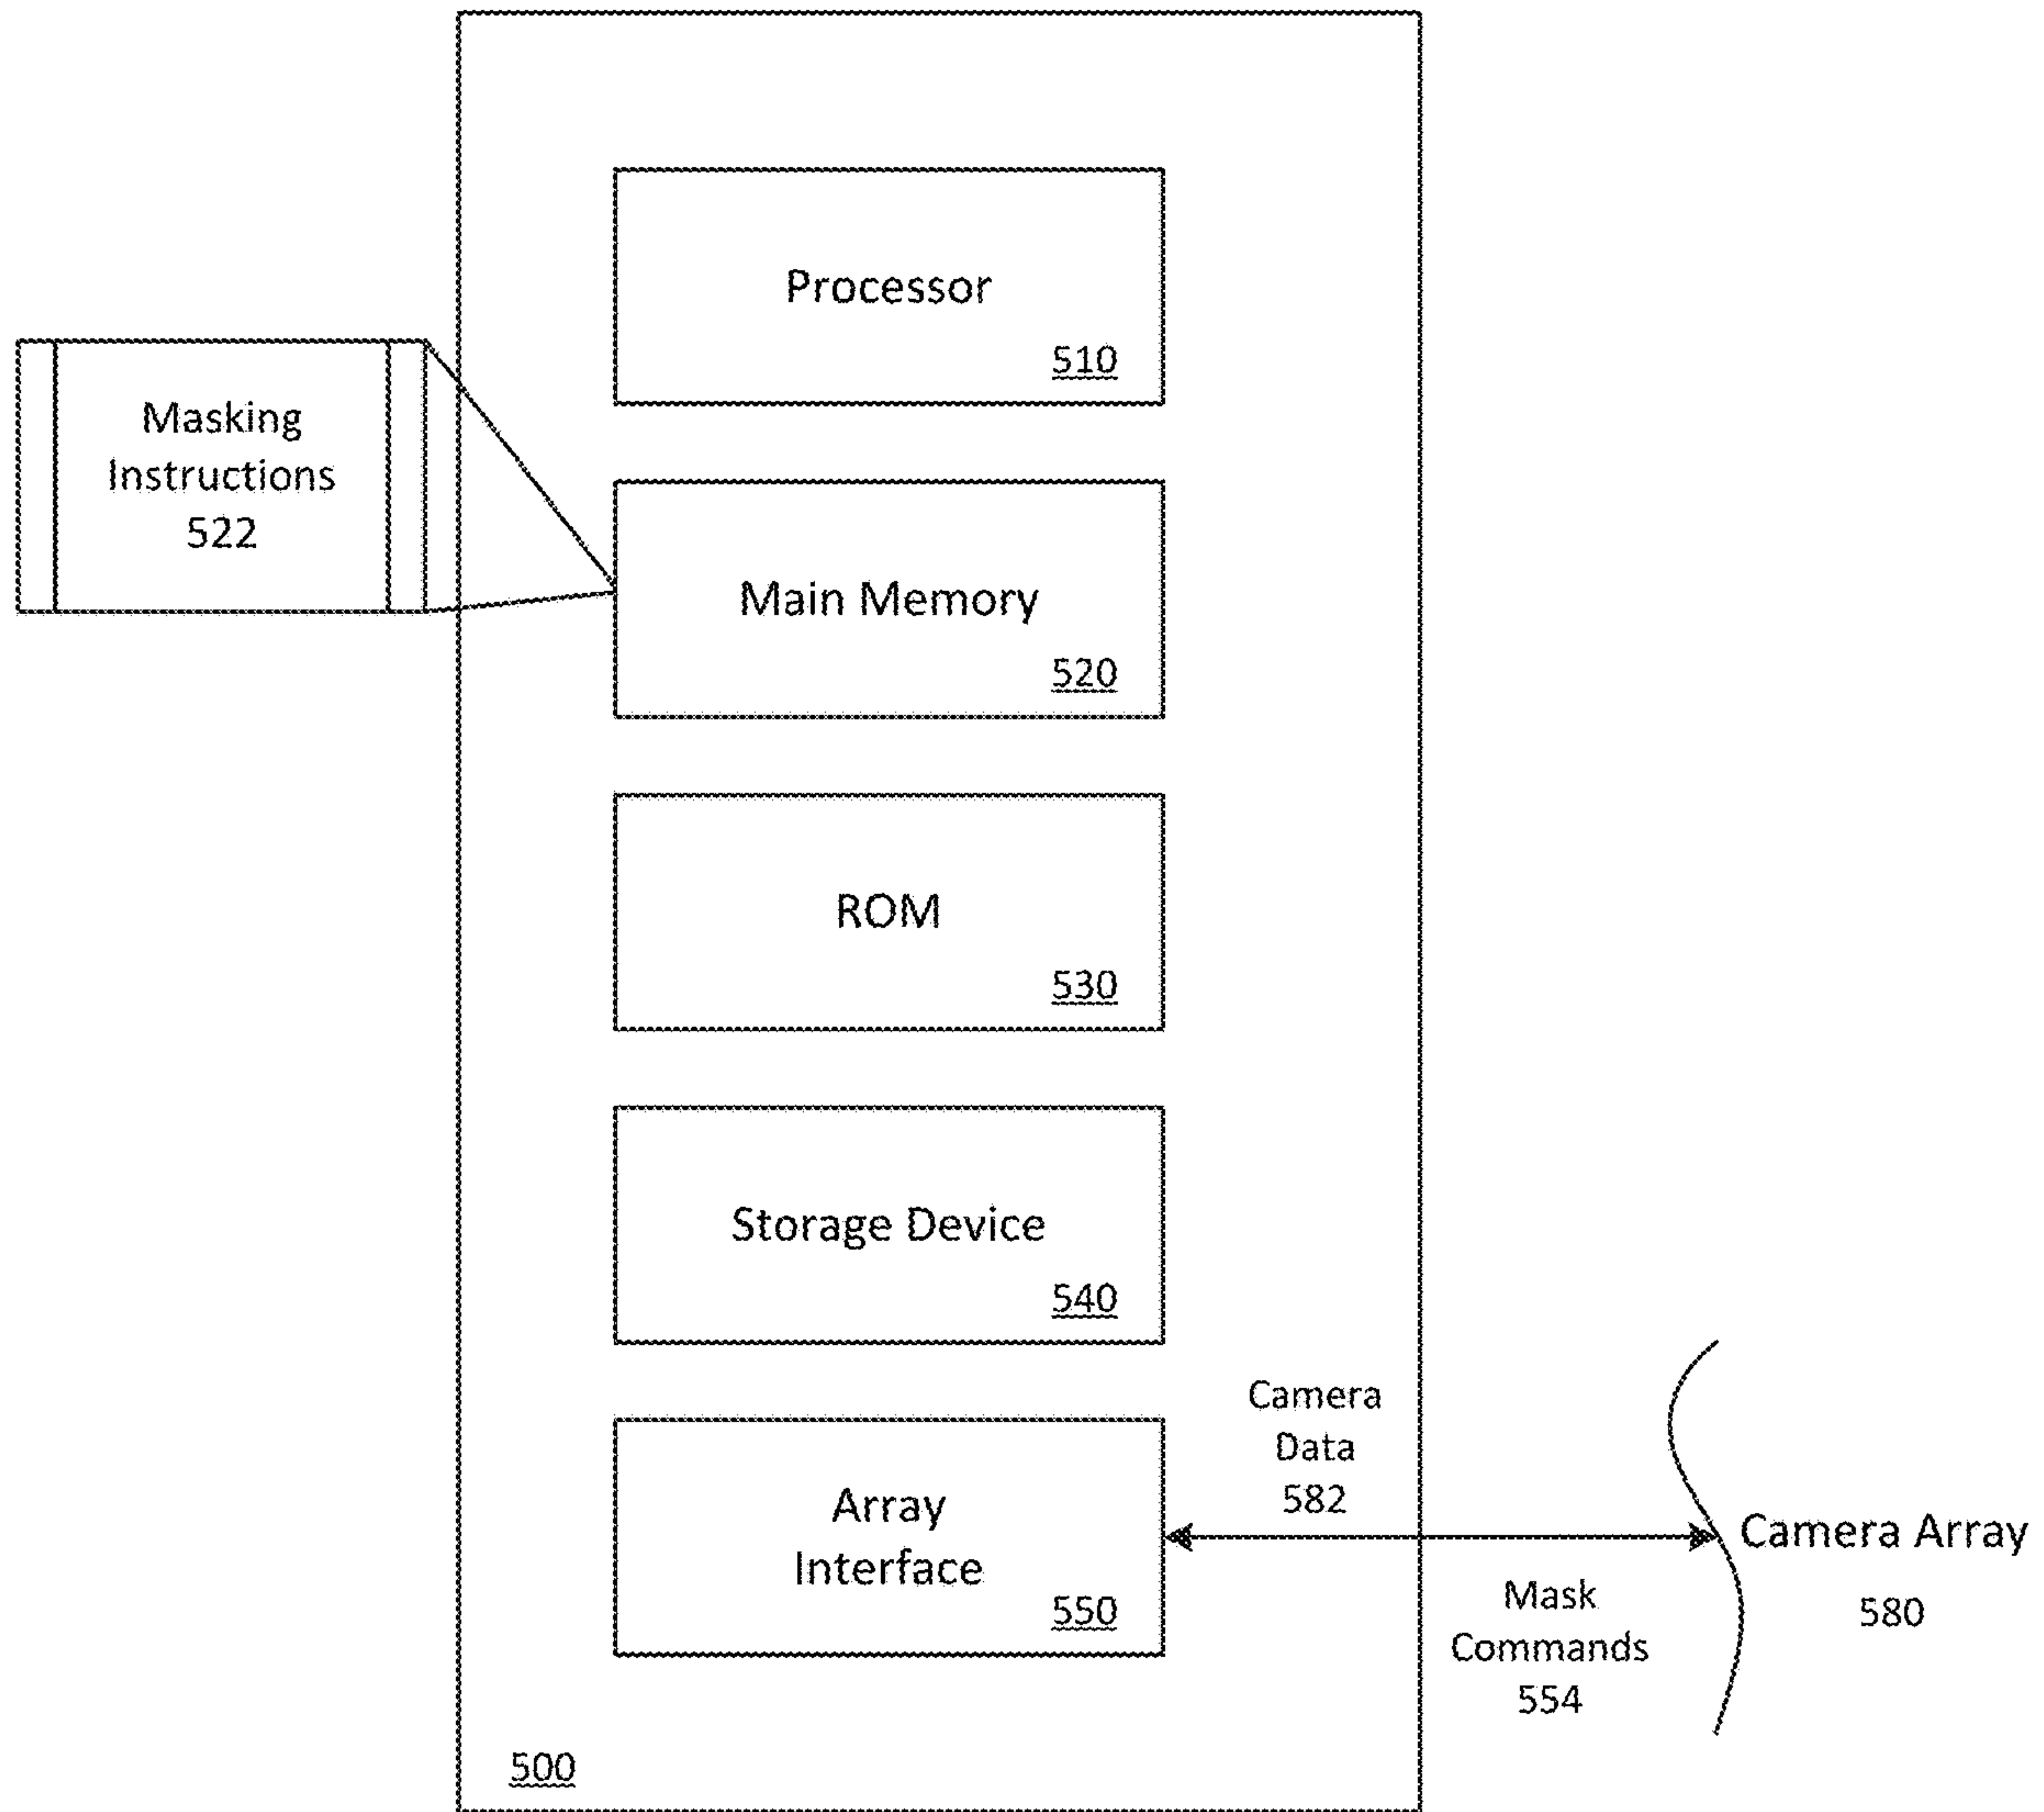 Processor
510
Masking
Instructions
522
Main Memory
520
ROM
530
Storage Device
540
Camera
Data
582
Array
Interface
550
Camera Array
580
Mask
Commands
554
500